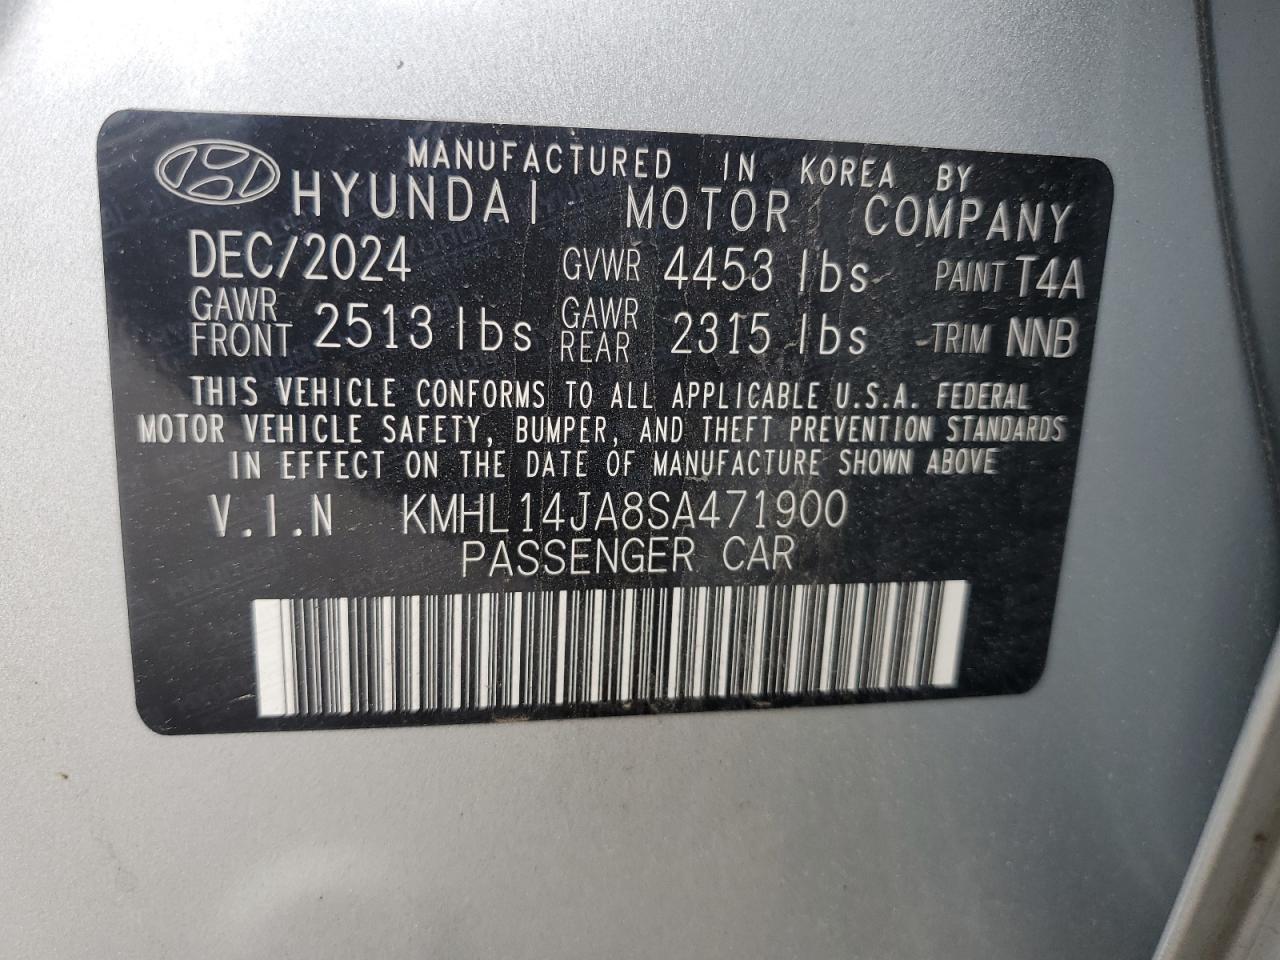 MANUFACTURED IN KOREA BY
HYUNDAI MOTOR COMPANY
DEC/2024 GVWR 4453 lbs PAINT T4A
GAWR FRONT 2513 lbs GAWR REAR 2315 lbs TRIM NNB
THIS VEHICLE CONFORMS TO ALL APPLICABLE U.S.A. FEDERAL
MOTOR VEHICLE SAFETY, BUMPER, AND THEFT PREVENTION STANDARDS
IN EFFECT ON THE DATE OF MANUFACTURE SHOWN ABOVE
V.I.N KMHL14JA8SA471900
PASSENGER CAR